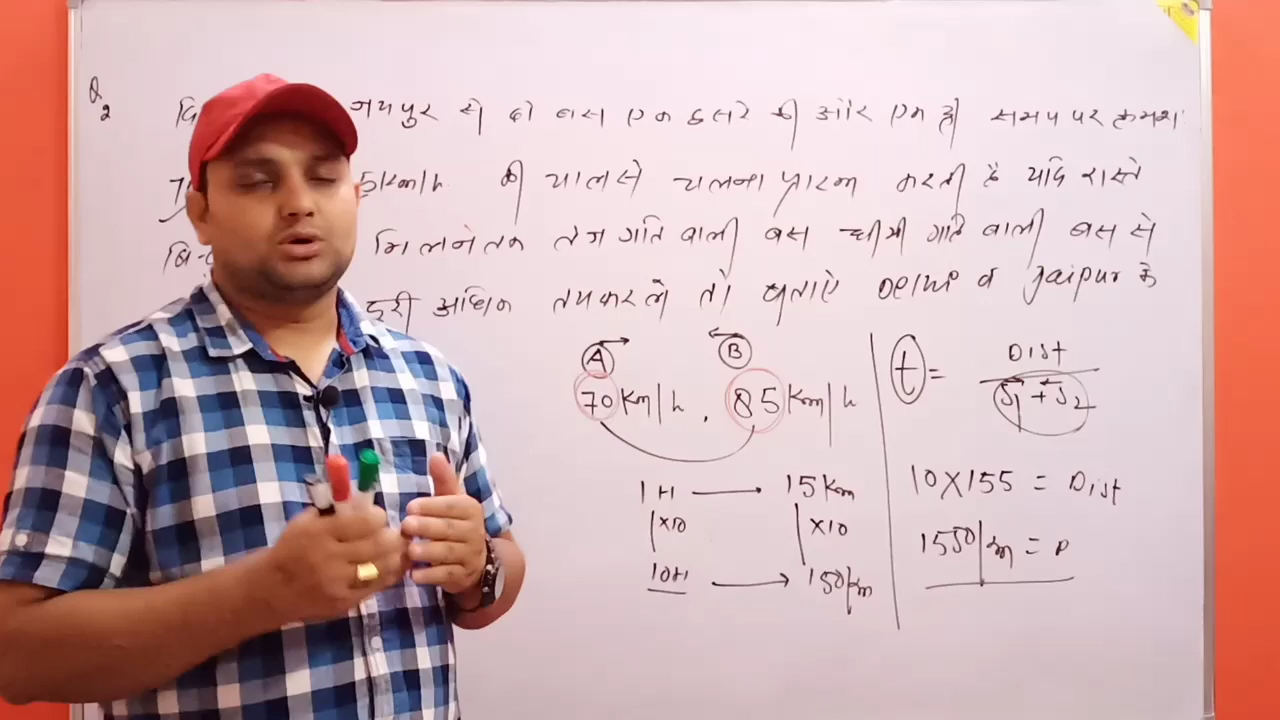 Q2
दि जयपुर से दो बस एक दुसरे की ओर एक ही समय पर क्रमश
7 5km/h. की चालसे चलना प्रारम्भ करती है यदि रास्ते
मिलनेतक तेज गति वाली बस धीमी गति वाली बस से
दूरी अधिक तय करले तो बताऐ Delhi व Jaipur के
A B
70 km/h , 85 km/h
1H 15 Km
×10 ×10
10H 150 km
t = Dist / S1 + S2
10 X 155 = Dist
1550 km = D